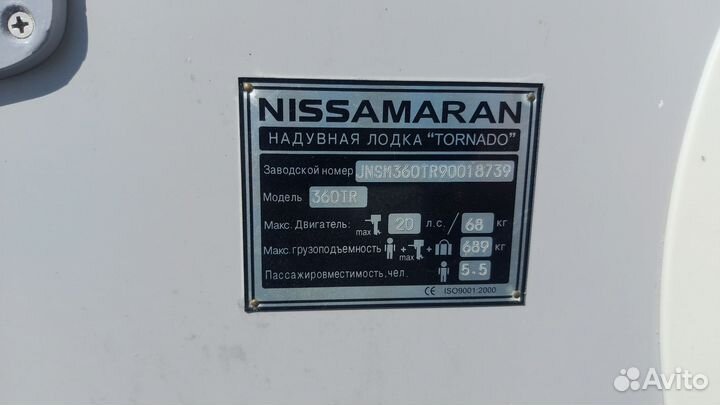 NISSAMARAN
НАДУВНАЯ ЛОДКА "TORNADO"
Заводской номер JNSM360TR90018739
Модель 360TR
Макс. Двигатель: max 20 л.с. / 68 кг
Макс. грузоподъемность + max + 689 кг
Пассажировместимость.чел. 5.5
CE ISO9001:2000
Avito